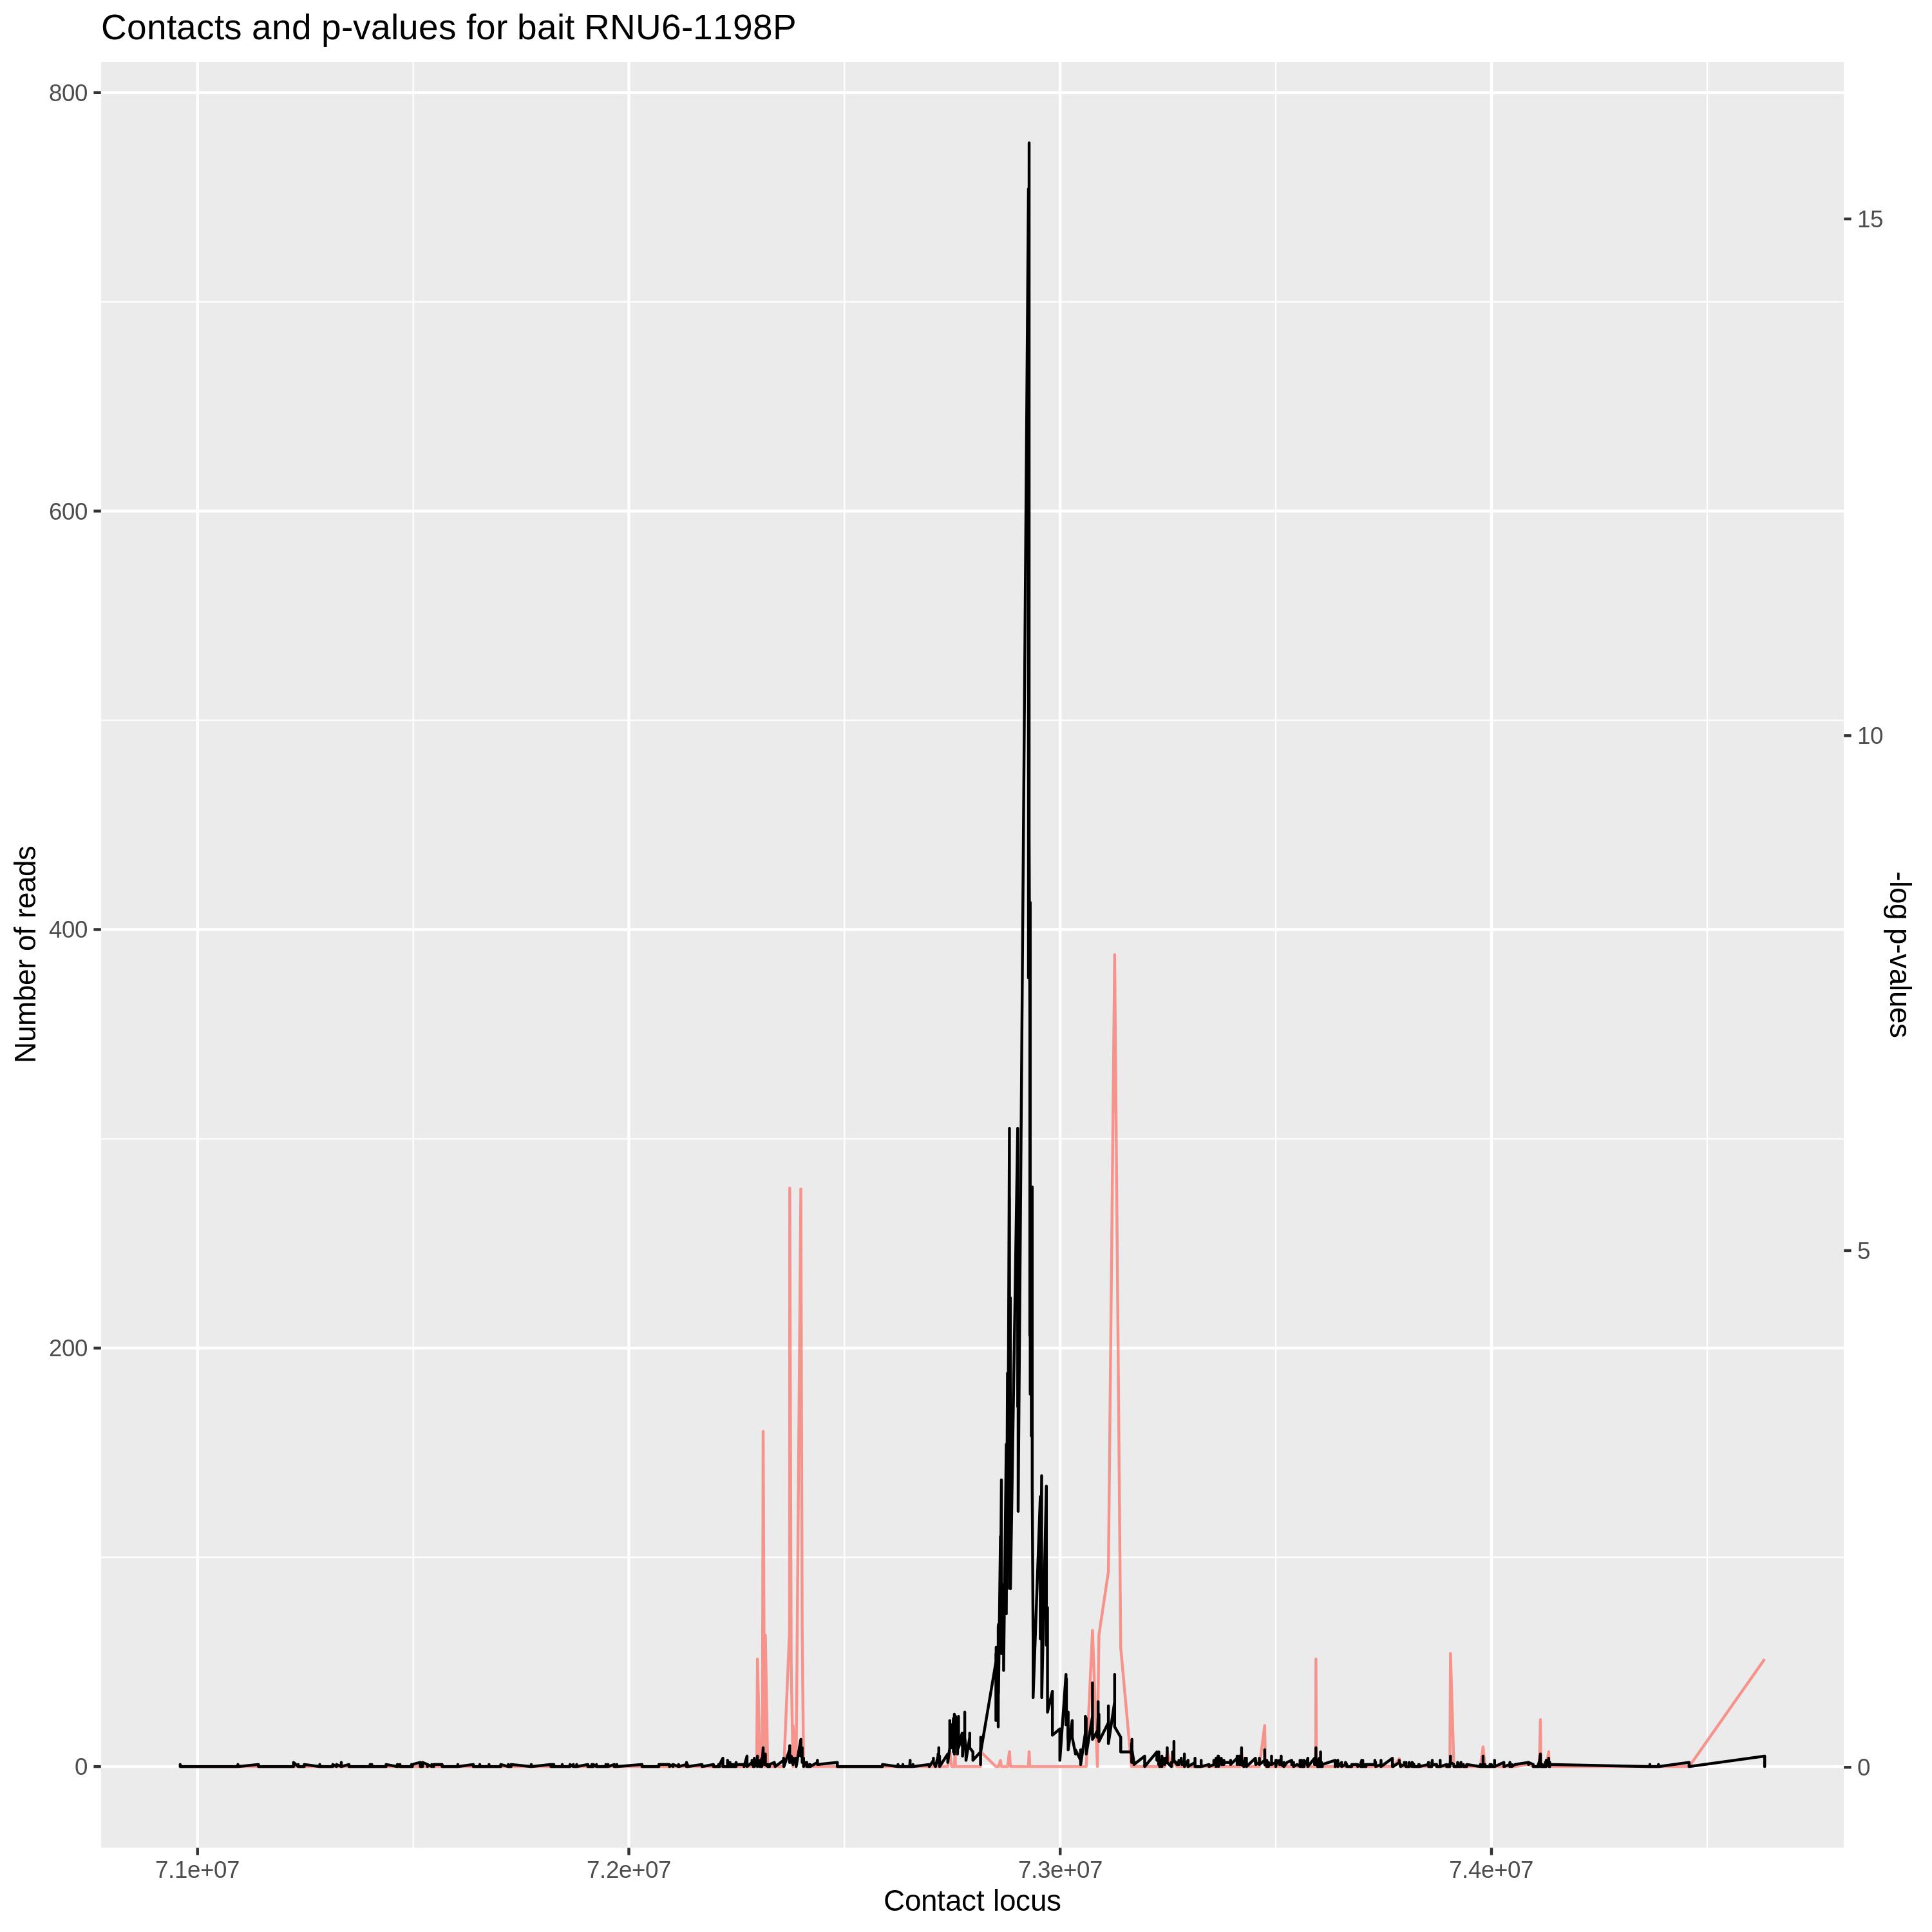 Contacts and p-values for bait RNU6-1198P
800
600
400
200
0
Number of reads
15
10
5
0
-log p-values
7.1e+07
7.2e+07
7.3e+07
7.4e+07
Contact locus